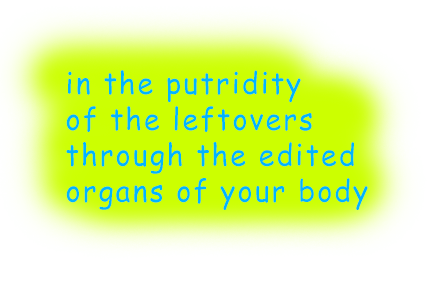 in the putridity
of the leftovers
through the edited
organs of your body